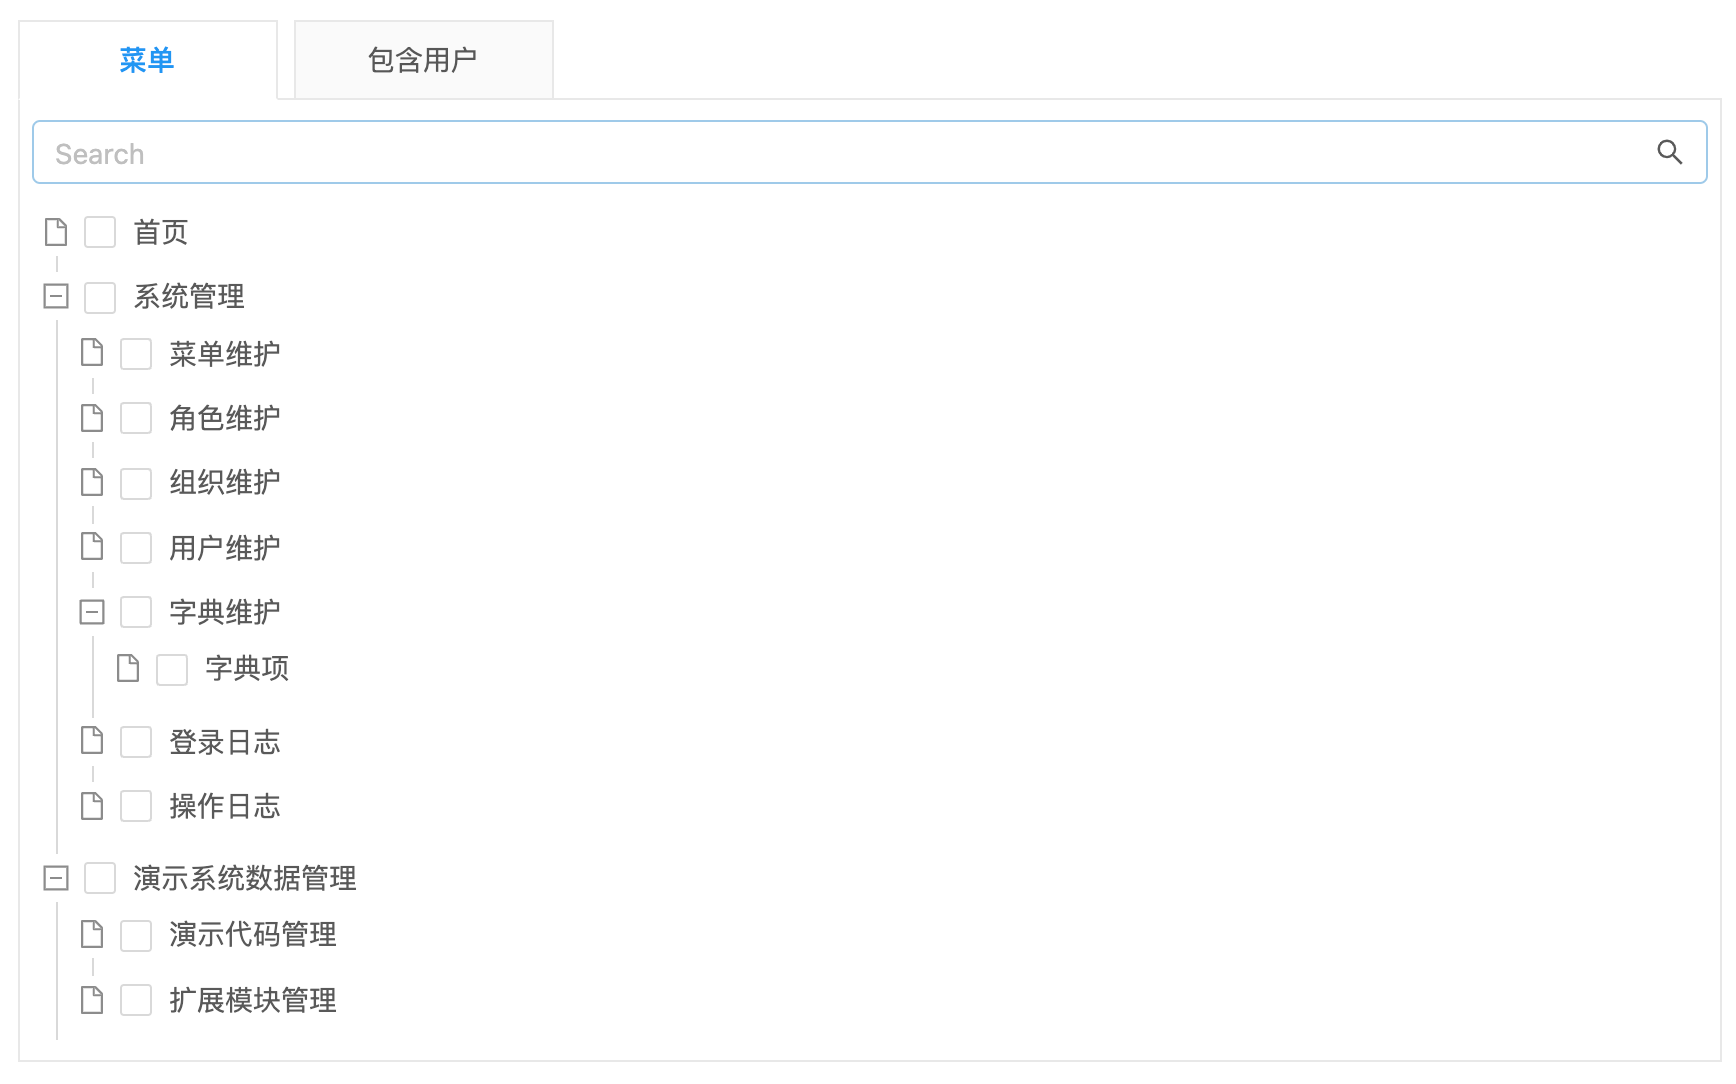 菜单
包含用户
Search
首页
系统管理
菜单维护
角色维护
组织维护
用户维护
字典维护
字典项
登录日志
操作日志
演示系统数据管理
演示代码管理
扩展模块管理